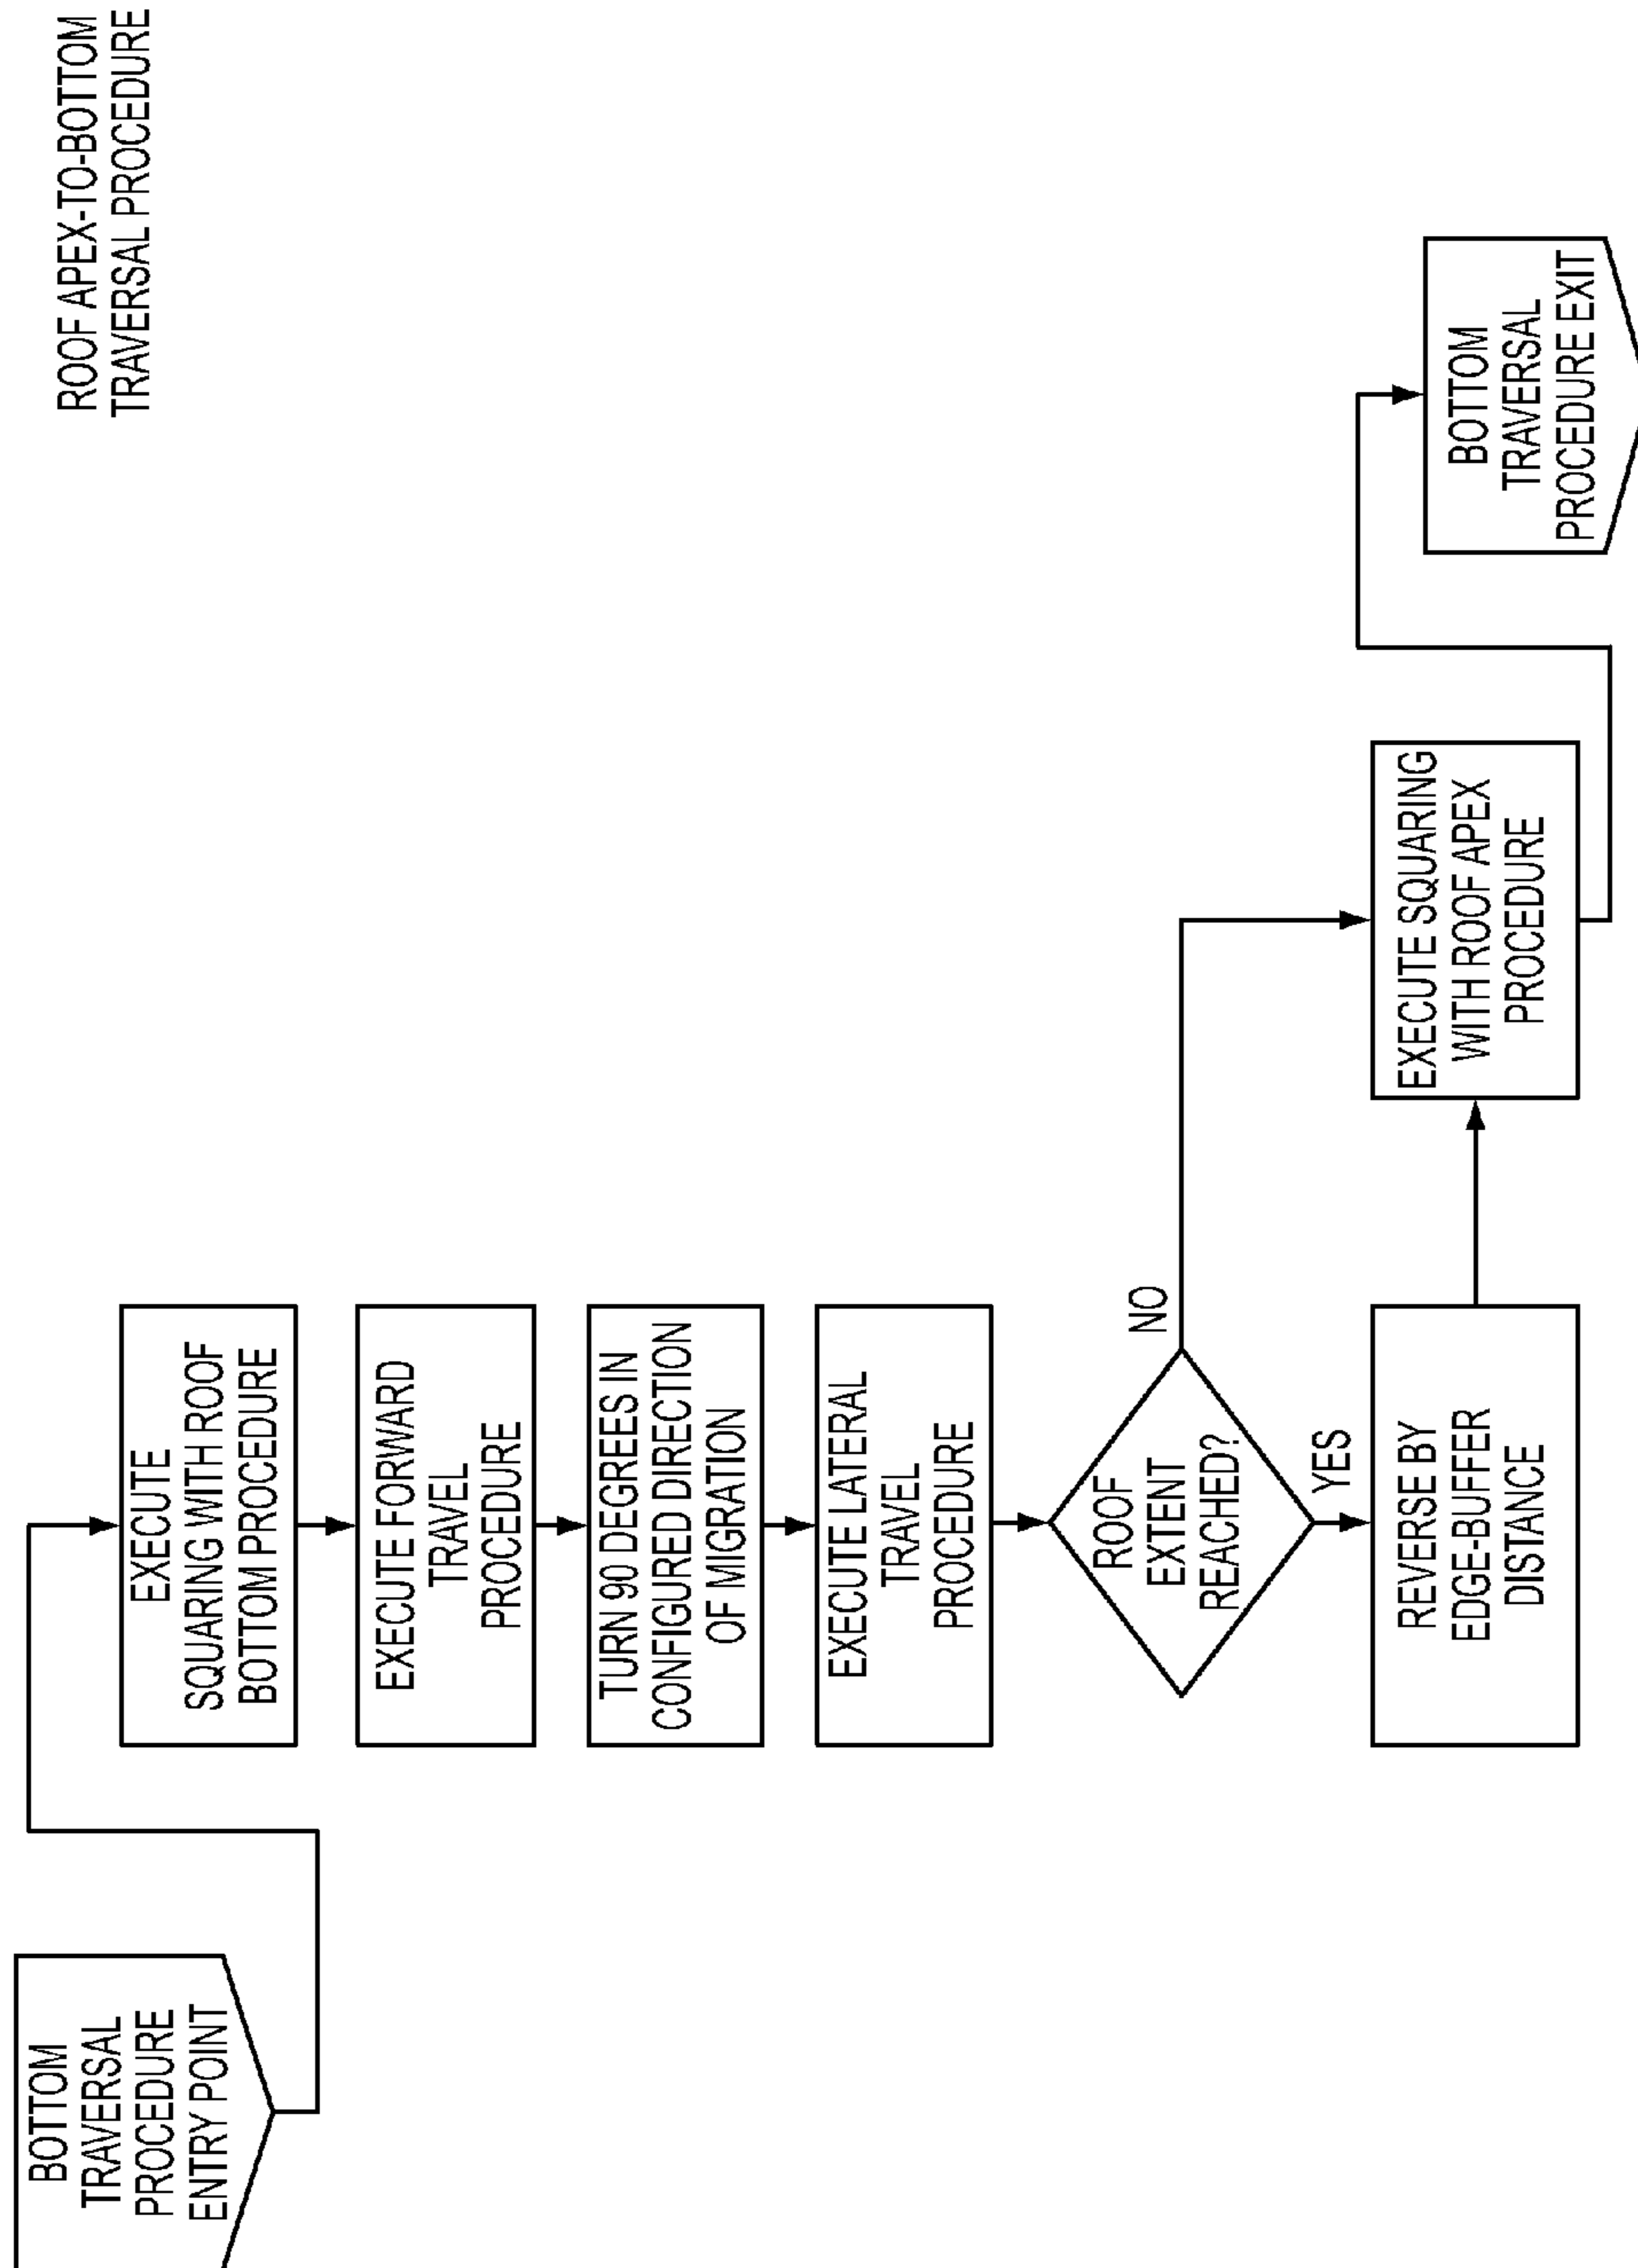 ROOF APEX-TO-BOTTOM
TRAVERSAL PROCEDURE
BOTTOM
TRAVERSAL
PROCEDURE
ENTRY POINT
EXECUTE
SQUARING WITH ROOF
BOTTOM PROCEDURE
EXECUTE FORWARD
TRAVEL
PROCEDURE
TURN 90 DEGREES IN
CONFIGURED DIRECTION
OF MIGRATION
EXECUTE LATERAL
TRAVEL
PROCEDURE
ROOF
EXTENT
REACHED?
NO
YES
REVERSE BY
EDGE-BUFFER
DISTANCE
EXECUTE SQUARING
WITH ROOF APEX
PROCEDURE
BOTTOM
TRAVERSAL
PROCEDURE EXIT